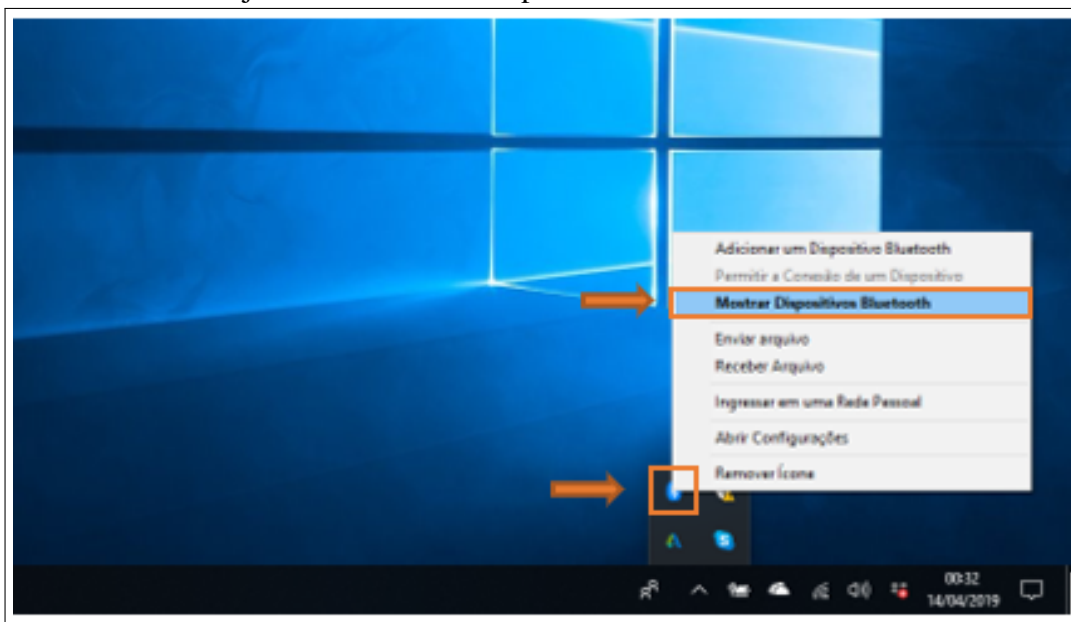 Adicionar um Dispositivo Bluetooth
Permitir a Conexão de um Dispositivo
Mostrar Dispositivos Bluetooth
Enviar arquivo
Receber Arquivo
Ingressar em uma Rede Pessoal
Abrir Configurações
Remover Ícone
00:32
14/04/2019